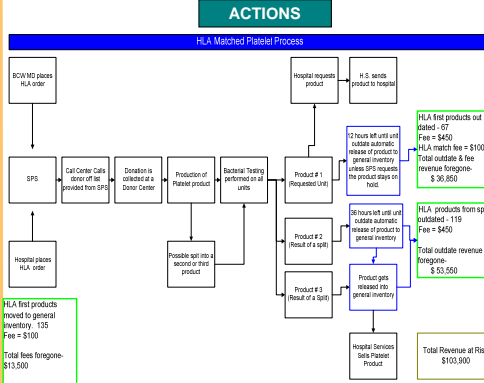 ACTIONS
HLA Matched Platelet Process
BCW MD places
HLA order
Hospital requests
product
H.S. sends
product to hospital
HLA first products out
dated - 67
Fee = $450
HLA match fee = $100
Total outdate & fee
revenue foregone-
$ 36,850
12 hours left until unit
outdate automatic
release of product to
general inventory
unless SPS requests
the product stays on
hold.
SPS
Call Center Calls
donor off list
provided from SPS
Donation is
collected at a
Donor Center
Production of
Platelet product
Bacterial Testing
performed on all
units
Product # 1
(Requested Unit)
36 hours left until unit
outdate automatic
release of product to
general inventory
HLA products from sp
outdated - 119
Fee = $450
Total outdate revenue
foregone-
$ 53,550
Product # 2
(Result of a split)
Hospital places
HLA order
Possible spit into a
second or third
product
Product # 3
(Result of a Split)
Product gets
released into
general inventory
HLA first products
moved to general
inventory. 135
Fee = $100
Total fees foregone-
$13,500
Hospital Services
Sells Platelet
Product
Total Revenue at Ris
$103,900